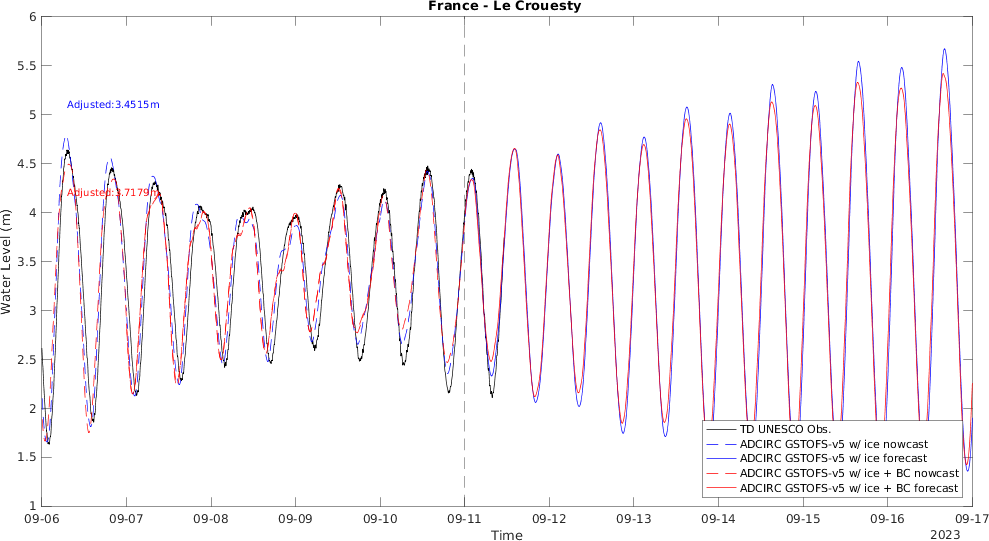 France - Le Crouesty
Water Level (m)
6
5.5
5
4.5
4
3.5
3
2.5
2
1.5
1
Adjusted:3.4515m
Adjusted:3.7179m
TD UNESCO Obs.
ADCIRC GSTOFS-v5 w/ ice nowcast
ADCIRC GSTOFS-v5 w/ ice forecast
ADCIRC GSTOFS-v5 w/ ice + BC nowcast
ADCIRC GSTOFS-v5 w/ ice + BC forecast
09-06 09-07 09-08 09-09 09-10 09-11 09-12 09-13 09-14 09-15 09-16 09-17
Time
2023